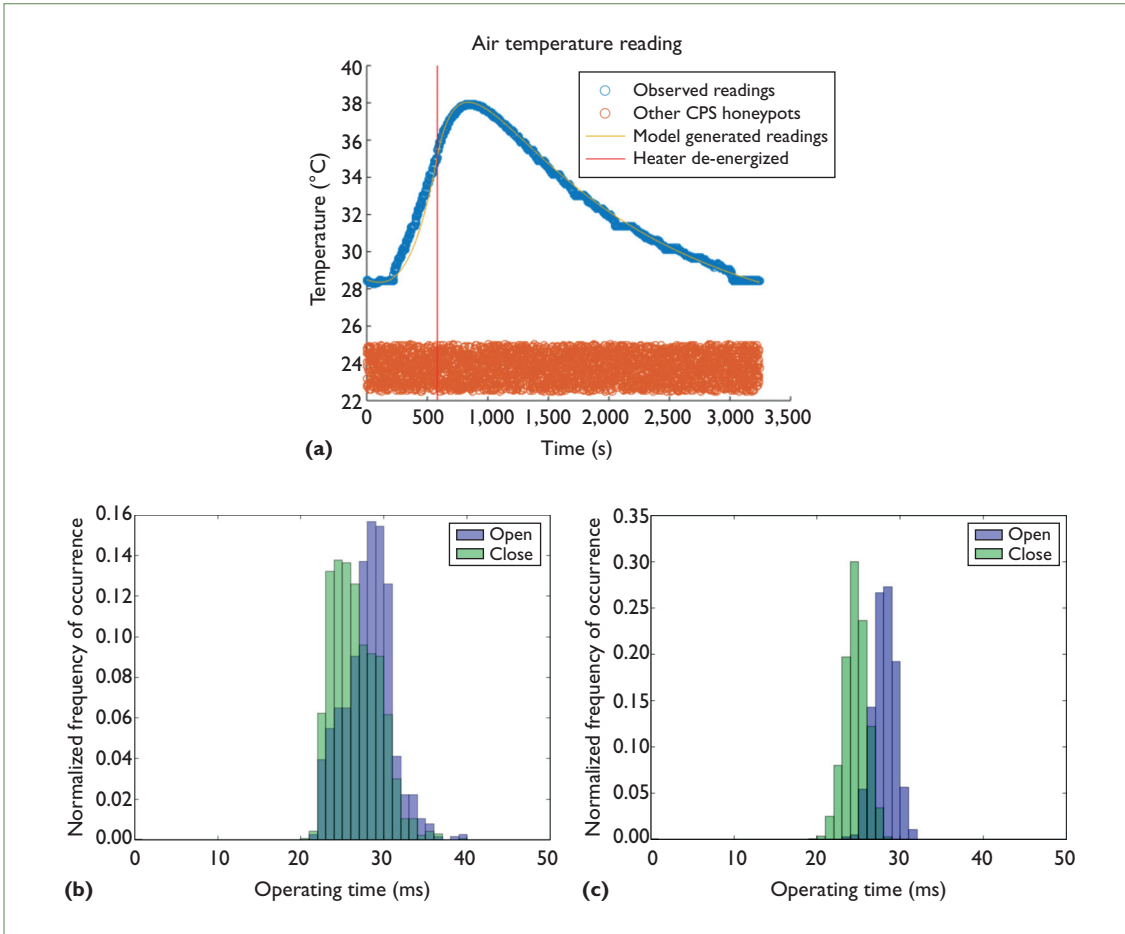 Air temperature reading
40
38
36
34
32
30
28
26
24
22
Temperature (°C)
Observed readings
Other CPS honeypots
Model generated readings
Heater de-energized
0 500 1,000 1,500 2,000 2,500 3,000 3,500
(a) Time (s)
0.16
0.14
0.12
0.10
0.08
0.06
0.04
0.02
0.00
Normalized frequency of occurrence
Open
Close
0 10 20 30 40 50
(b) Operating time (ms)
0.35
0.30
0.25
0.20
0.15
0.10
0.05
0.00
Normalized frequency of occurrence
Open
Close
0 10 20 30 40 50
(c) Operating time (ms)